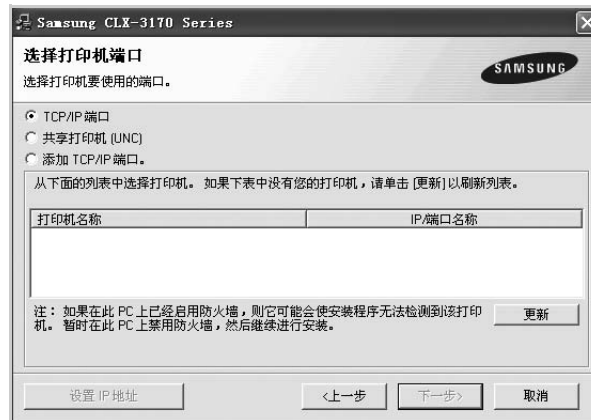 Samsung CLX-3170 Series
选择打印机端口
选择打印机要使用的端口。
SAMSUNG
TCP/IP 端口
共享打印机 (UNC)
添加 TCP/IP 端口。
从下面的列表中选择打印机。 如果下表中没有您的打印机，请单击 [更新] 以刷新列表。
打印机名称 IP/端口名称
注： 如果在此 PC 上已经启用防火墙，则它可能会使安装程序无法检测到该打印
机。 暂时在此 PC 上禁用防火墙，然后继续进行安装。
更新
设置 IP 地址 <上一步 下一步> 取消